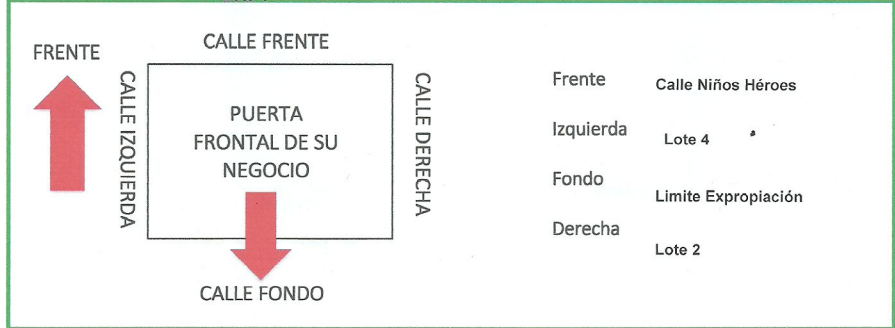 CALLE FRENTE
FRENTE
CALLE IZQUIERDA
PUERTA
FRONTAL DE SU
NEGOCIO
CALLE DERECHA
CALLE FONDO
Frente Calle Niños Héroes
Izquierda Lote 4
Fondo Limite Expropiación
Derecha Lote 2